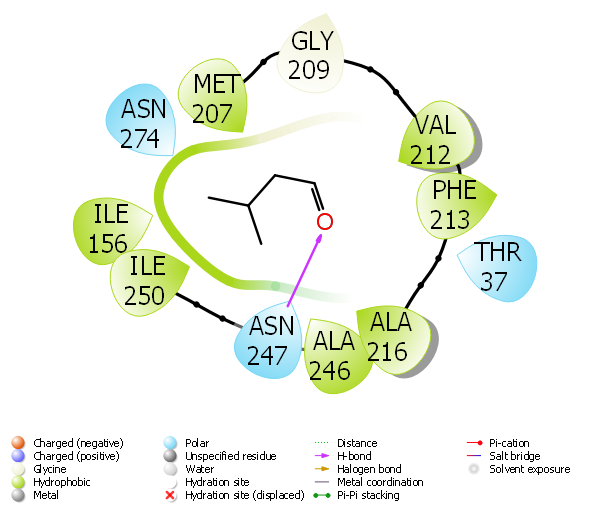 GLY
209
MET
207
ASN
274
VAL
212
PHE
213
ILE
156
THR
37
ILE
250
O
ASN
247
ALA
246
ALA
216
Charged (negative)
Charged (positive)
Glycine
Hydrophobic
Metal
Polar
Unspecified residue
Water
Hydration site
Hydration site (displaced)
Distance
H-bond
Halogen bond
Metal coordination
Pi-Pi stacking
Pi-cation
Salt bridge
Solvent exposure